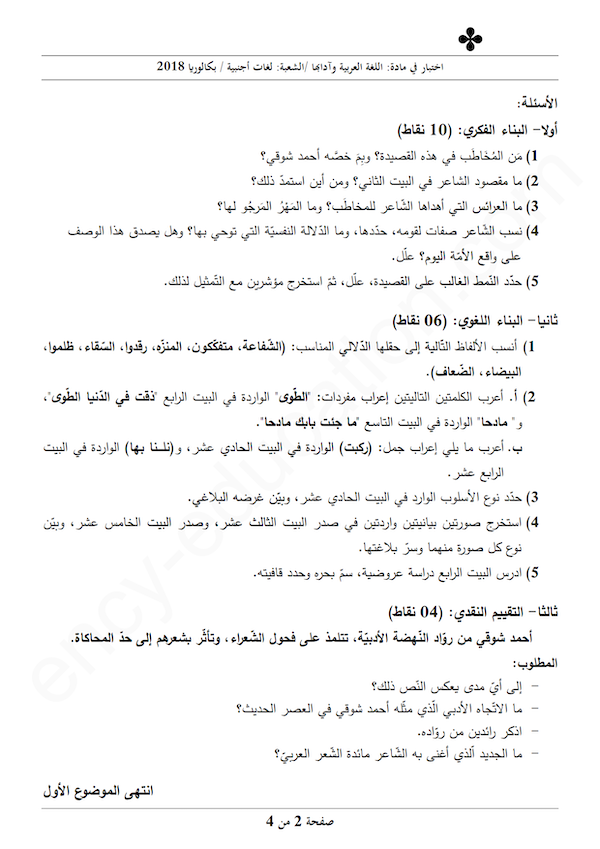 اختبار في مادة: اللغة العربية وآدابها /الشعبة: لغات أجنبية / بكالوريا 2018
الأسئلة:
أولا- البناء الفكري: (10 نقاط)
1) مَن المُخَاطَب في هذه القصيدة؟ وبِمَ خصَّه أحمد شوقي؟
2) ما مقصود الشاعر في البيت الثاني؟ ومن أين استمدّ ذلك؟
3) ما العرائس التي أهداها الشّاعر للمخاطَب؟ وما المَهْرُ المَرجُو لها؟
4) نسب الشّاعر صفات لقومه، حدّدها، وما الدّلالة النفسيّة التي توحي بها؟ وهل يصدق هذا الوصف
على واقع الأمّة اليوم؟ علّل.
5) حدّد النّمط الغالب على القصيدة، علّل، ثمّ استخرج مؤشرين مع التّمثيل لذلك.
ثانيا- البناء اللغوي: (06 نقاط)
1) أنسب الألفاظ التّالية إلى حقلها الدّلالي المناسب: (الشّفاعة، متفكّكون، المنزّه، رقدوا، السّقاء، ظلموا،
البيضاء، الضّعاف).
2) أ. أعرب الكلمتين التاليتين إعراب مفردات: "الطّوى" الواردة في البيت الرابع "ذقت في الدّنيا الطّوى"،
و" مادحا" الواردة في البيت التاسع "ما جئت بابك مادحا".
ب. أعرب ما يلي إعراب جمل: (ركبت) الواردة في البيت الحادي عشر، و(نلـنا بها) الواردة في البيت
الرابع عشر.
3) حدّد نوع الأسلوب الوارد في البيت الحادي عشر، وبيّن غرضه البلاغي.
4) استخرج صورتين بيانيتين واردتين في صدر البيت الثالث عشر، وصدر البيت الخامس عشر، وبيّن
نوع كل صورة منهما وسرّ بلاغتها.
5) ادرس البيت الرابع دراسة عروضية، سمّ بحره وحدد قافيته.
ثالثا- التقييم النقدي: (04 نقاط)
أحمد شوقي من روّاد النّهضة الأدبيّة، تتلمذ على فحول الشّعراء، وتأثّر بشعرهم إلى حدّ المحاكاة.
المطلوب:
- إلى أيّ مدى يعكس النّص ذلك؟
- ما الاتّجاه الأدبي الّذي مثّله أحمد شوقي في العصر الحديث؟
- اذكر رائدين من روّاده.
- ما الجديد الّذي أغنى به الشّاعر مائدة الشّعر العربيّ؟
انتهى الموضوع الأول
صفحة 2 من 4
ency-education.com